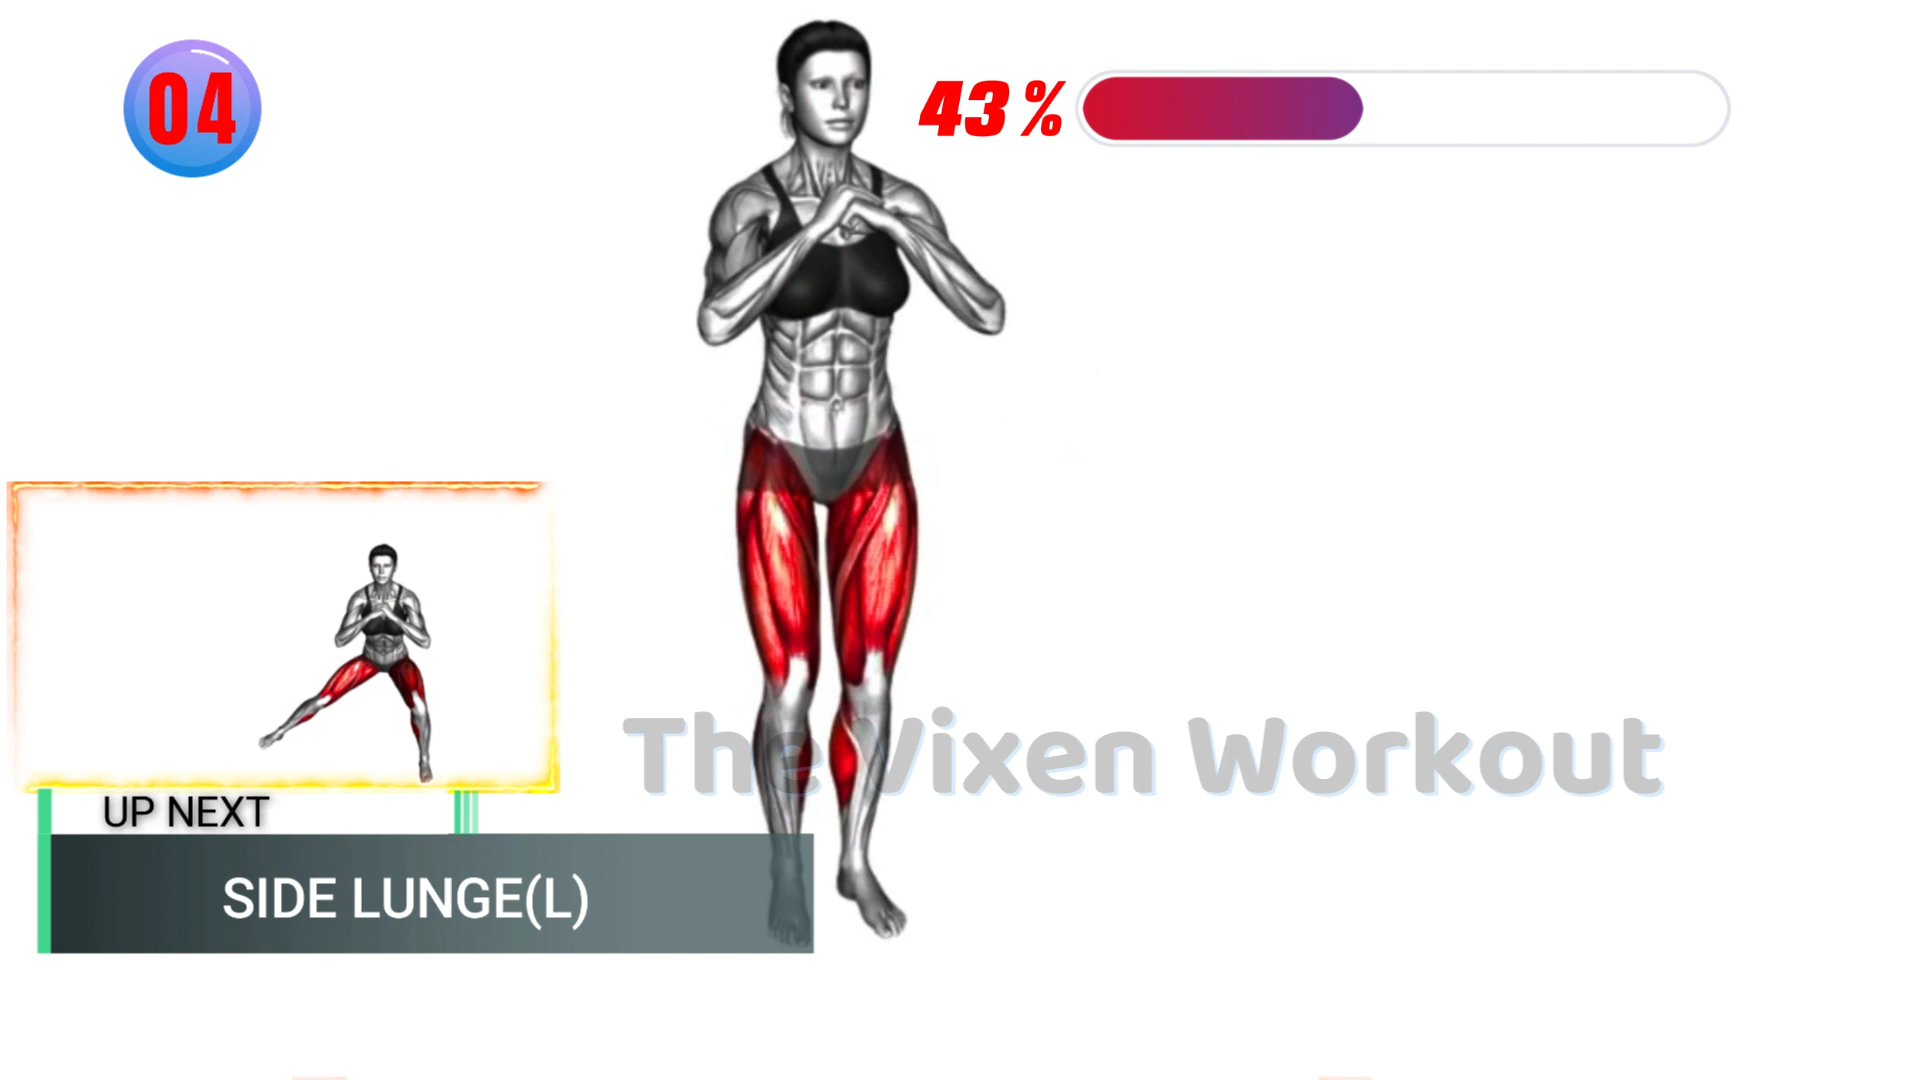 04
43%
The Vixen Workout
UP NEXT
SIDE LUNGE(L)